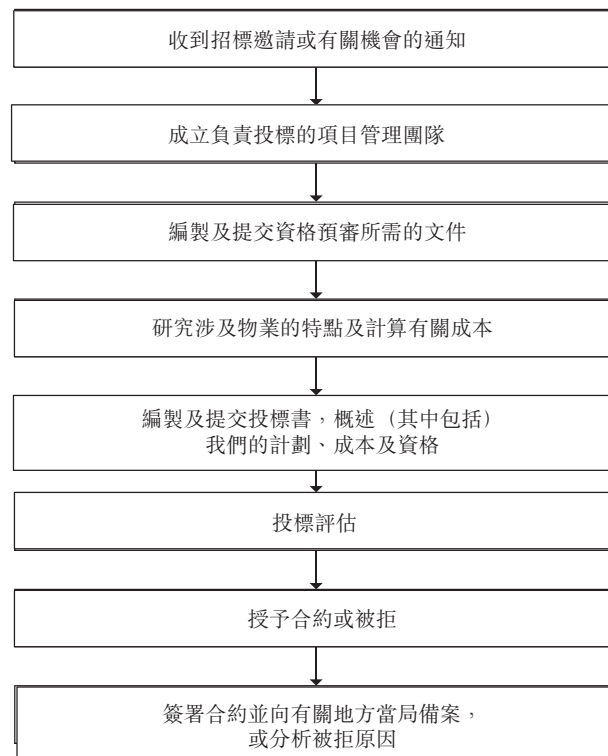 收到招標邀請或有關機會的通知
成立負責投標的項目管理團隊
編製及提交資格預審所需的文件
研究涉及物業的特點及計算有關成本
編製及提交投標書，概述（其中包括）
我們的計劃、成本及資格
投標評估
授予合約或被拒
簽署合約並向有關地方當局備案，
或分析被拒原因